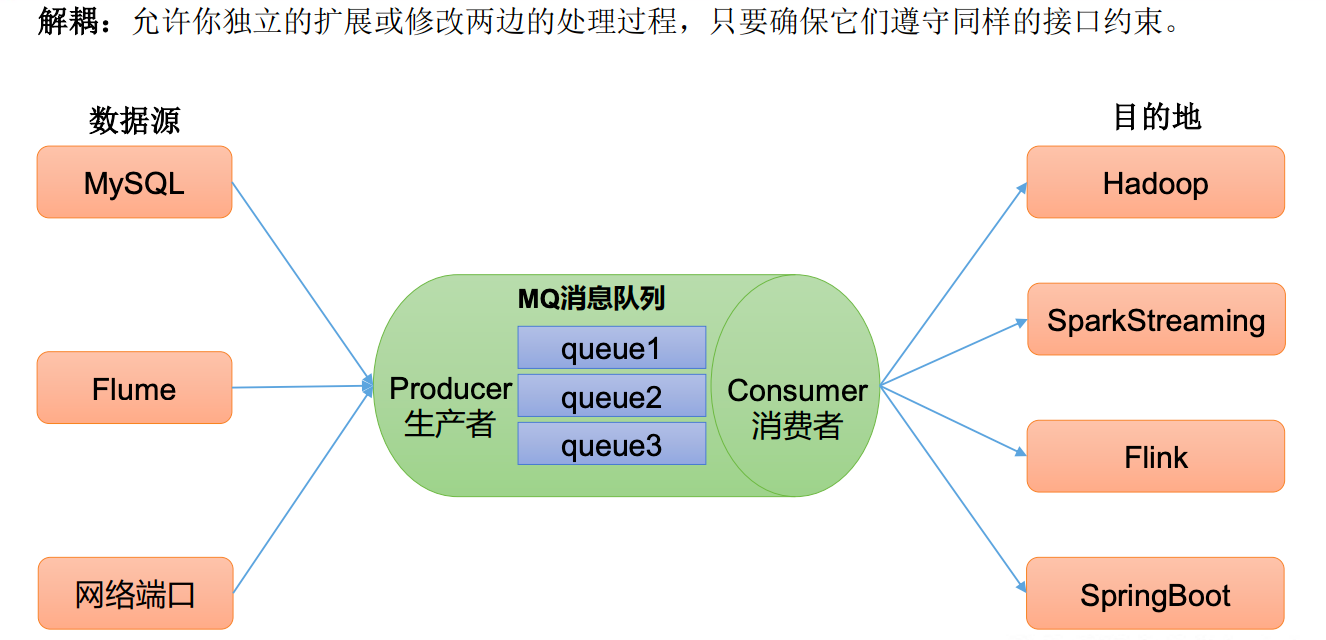 解耦：允许你独立的扩展或修改两边的处理过程，只要确保它们遵守同样的接口约束。
数据源
目的地
MySQL
Hadoop
MQ消息队列
queue1
SparkStreaming
Flume
Producer
生产者
queue2
Consumer
消费者
queue3
Flink
网络端口
SpringBoot